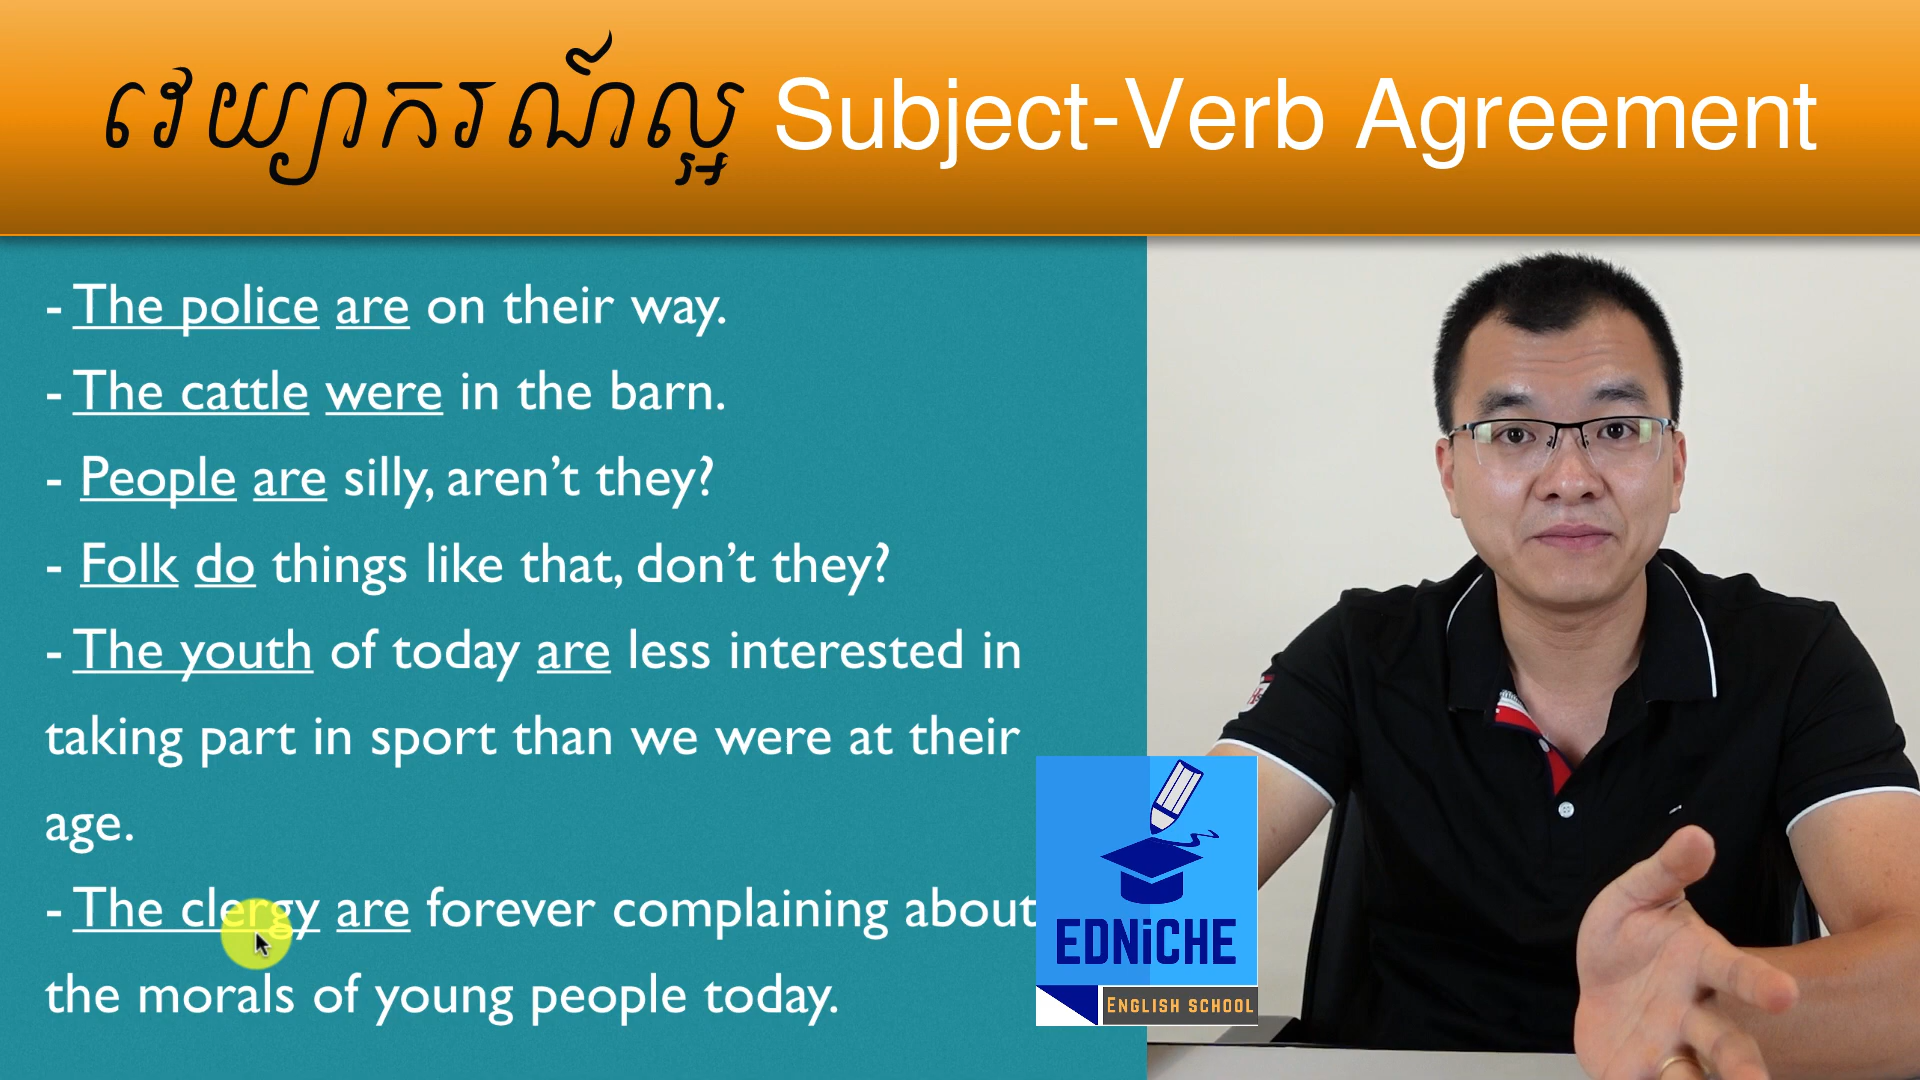 វេយ្យាករណ៍ល្អ Subject-Verb Agreement
- The police are on their way.
- The cattle were in the barn.
- People are silly, aren’t they?
- Folk do things like that, don’t they?
- The youth of today are less interested in
taking part in sport than we were at their
age.
- The clergy are forever complaining about
the morals of young people today.
EDNiCHE
ENGLISH SCHOOL